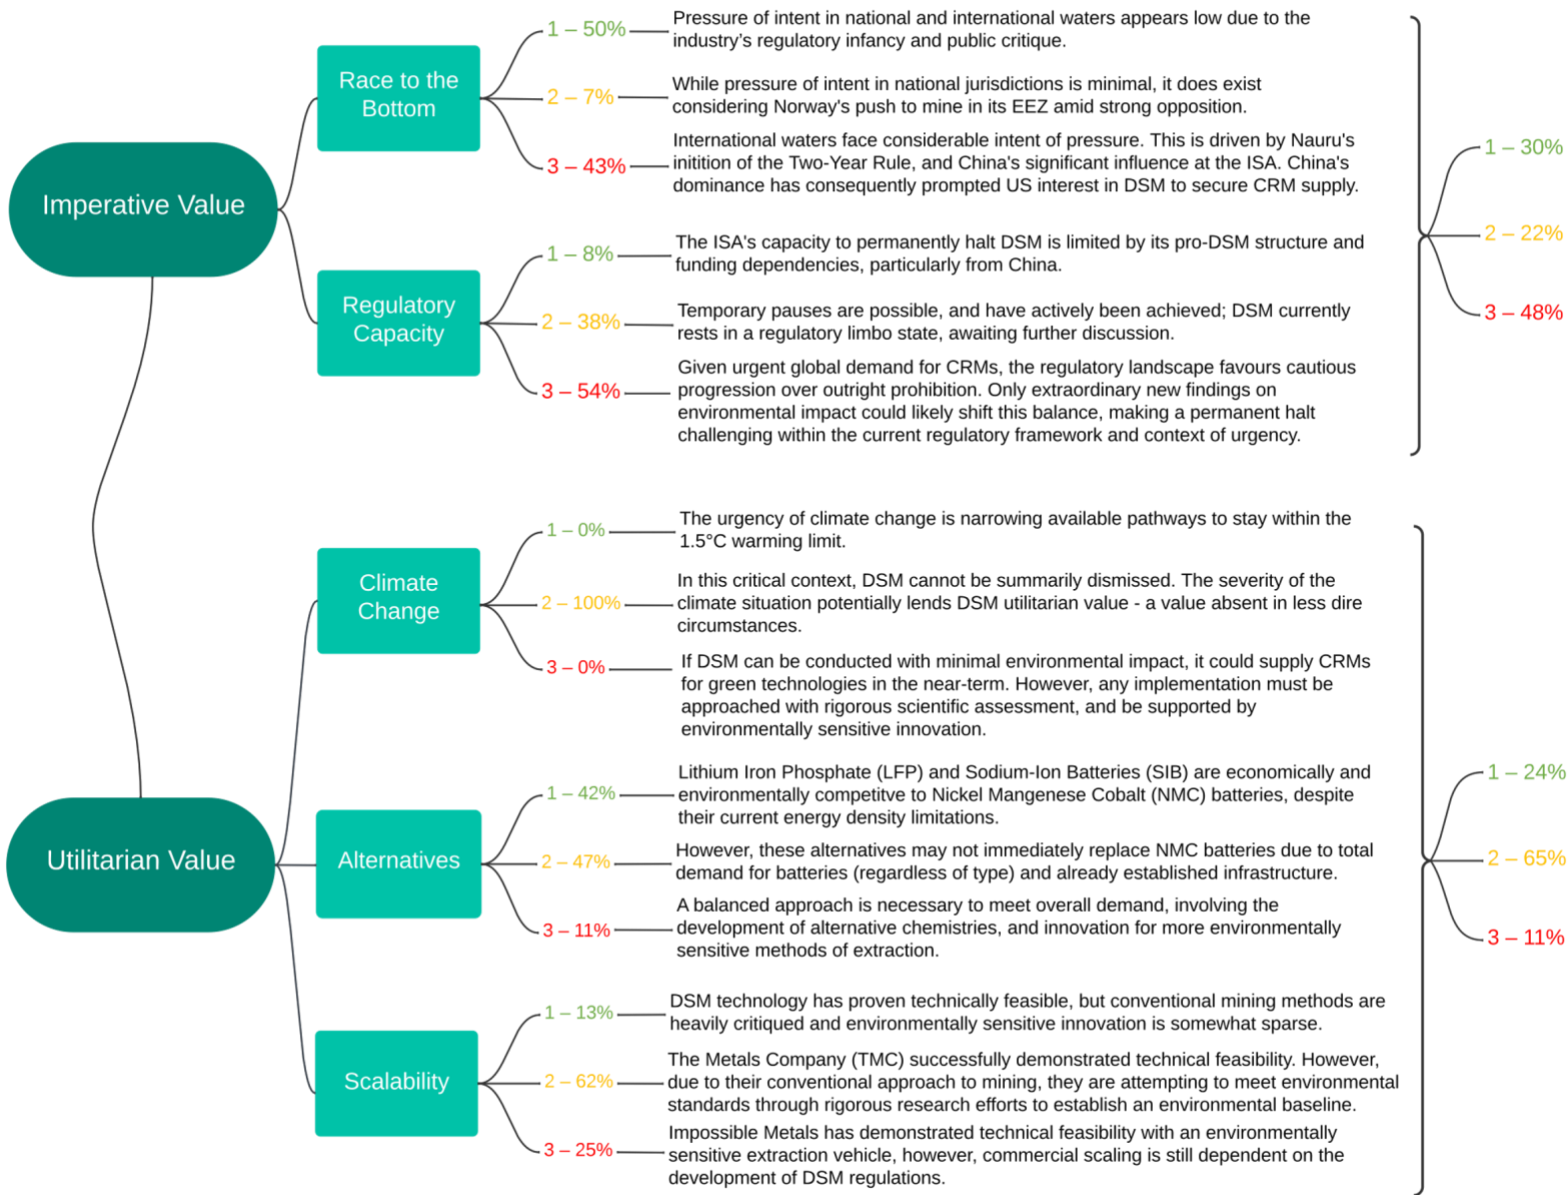 Imperative Value
Race to the
Bottom
1 – 50%
Pressure of intent in national and international waters appears low due to the
industry's regulatory infancy and public critique.
2 – 7%
While pressure of intent in national jurisdictions is minimal, it does exist
considering Norway's push to mine in its EEZ amid strong opposition.
3 – 43%
International waters face considerable intent of pressure. This is driven by Nauru's
initition of the Two-Year Rule, and China's significant influence at the ISA. China's
dominance has consequently prompted US interest in DSM to secure CRM supply.
Regulatory
Capacity
1 – 8%
The ISA's capacity to permanently halt DSM is limited by its pro-DSM structure and
funding dependencies, particularly from China.
2 – 38%
Temporary pauses are possible, and have actively been achieved; DSM currently
rests in a regulatory limbo state, awaiting further discussion.
3 – 54%
Given urgent global demand for CRMs, the regulatory landscape favours cautious
progression over outright prohibition. Only extraordinary new findings on
environmental impact could likely shift this balance, making a permanent halt
challenging within the current regulatory framework and context of urgency.
1 – 30%
2 – 22%
3 – 48%
Utilitarian Value
Climate
Change
1 – 0%
The urgency of climate change is narrowing available pathways to stay within the
1.5°C warming limit.
2 – 100%
In this critical context, DSM cannot be summarily dismissed. The severity of the
climate situation potentially lends DSM utilitarian value - a value absent in less dire
circumstances.
3 – 0%
If DSM can be conducted with minimal environmental impact, it could supply CRMs
for green technologies in the near-term. However, any implementation must be
approached with rigorous scientific assessment, and be supported by
environmentally sensitive innovation.
Alternatives
1 – 42%
Lithium Iron Phosphate (LFP) and Sodium-Ion Batteries (SIB) are economically and
environmentally competitve to Nickel Mangenese Cobalt (NMC) batteries, despite
their current energy density limitations.
2 – 47%
However, these alternatives may not immediately replace NMC batteries due to total
demand for batteries (regardless of type) and already established infrastructure.
3 – 11%
A balanced approach is necessary to meet overall demand, involving the
development of alternative chemistries, and innovation for more environmentally
sensitive methods of extraction.
Scalability
1 – 13%
DSM technology has proven technically feasible, but conventional mining methods are
heavily critiqued and environmentally sensitive innovation is somewhat sparse.
2 – 62%
The Metals Company (TMC) successfully demonstrated technical feasibility. However,
due to their conventional approach to mining, they are attempting to meet environmental
standards through rigorous research efforts to establish an environmental baseline.
3 – 25%
Impossible Metals has demonstrated technical feasibility with an environmentally
sensitive extraction vehicle, however, commercial scaling is still dependent on the
development of DSM regulations.
1 – 24%
2 – 65%
3 – 11%